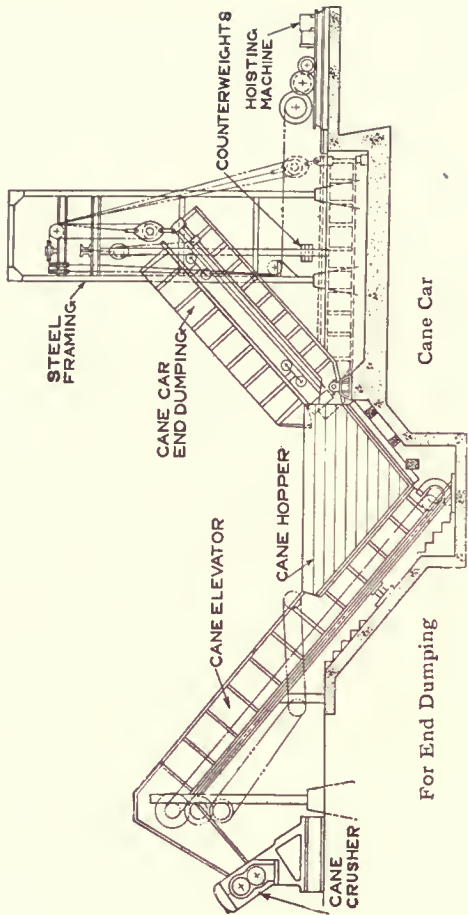 STEEL
FRAMING
CANE CAR
END DUMPING
COUNTERWEIGHTS
HOISTING
MACHINE
CANE ELEVATOR
CANE HOPPER
CANE
CRUSHER
For End Dumping
Cane Car